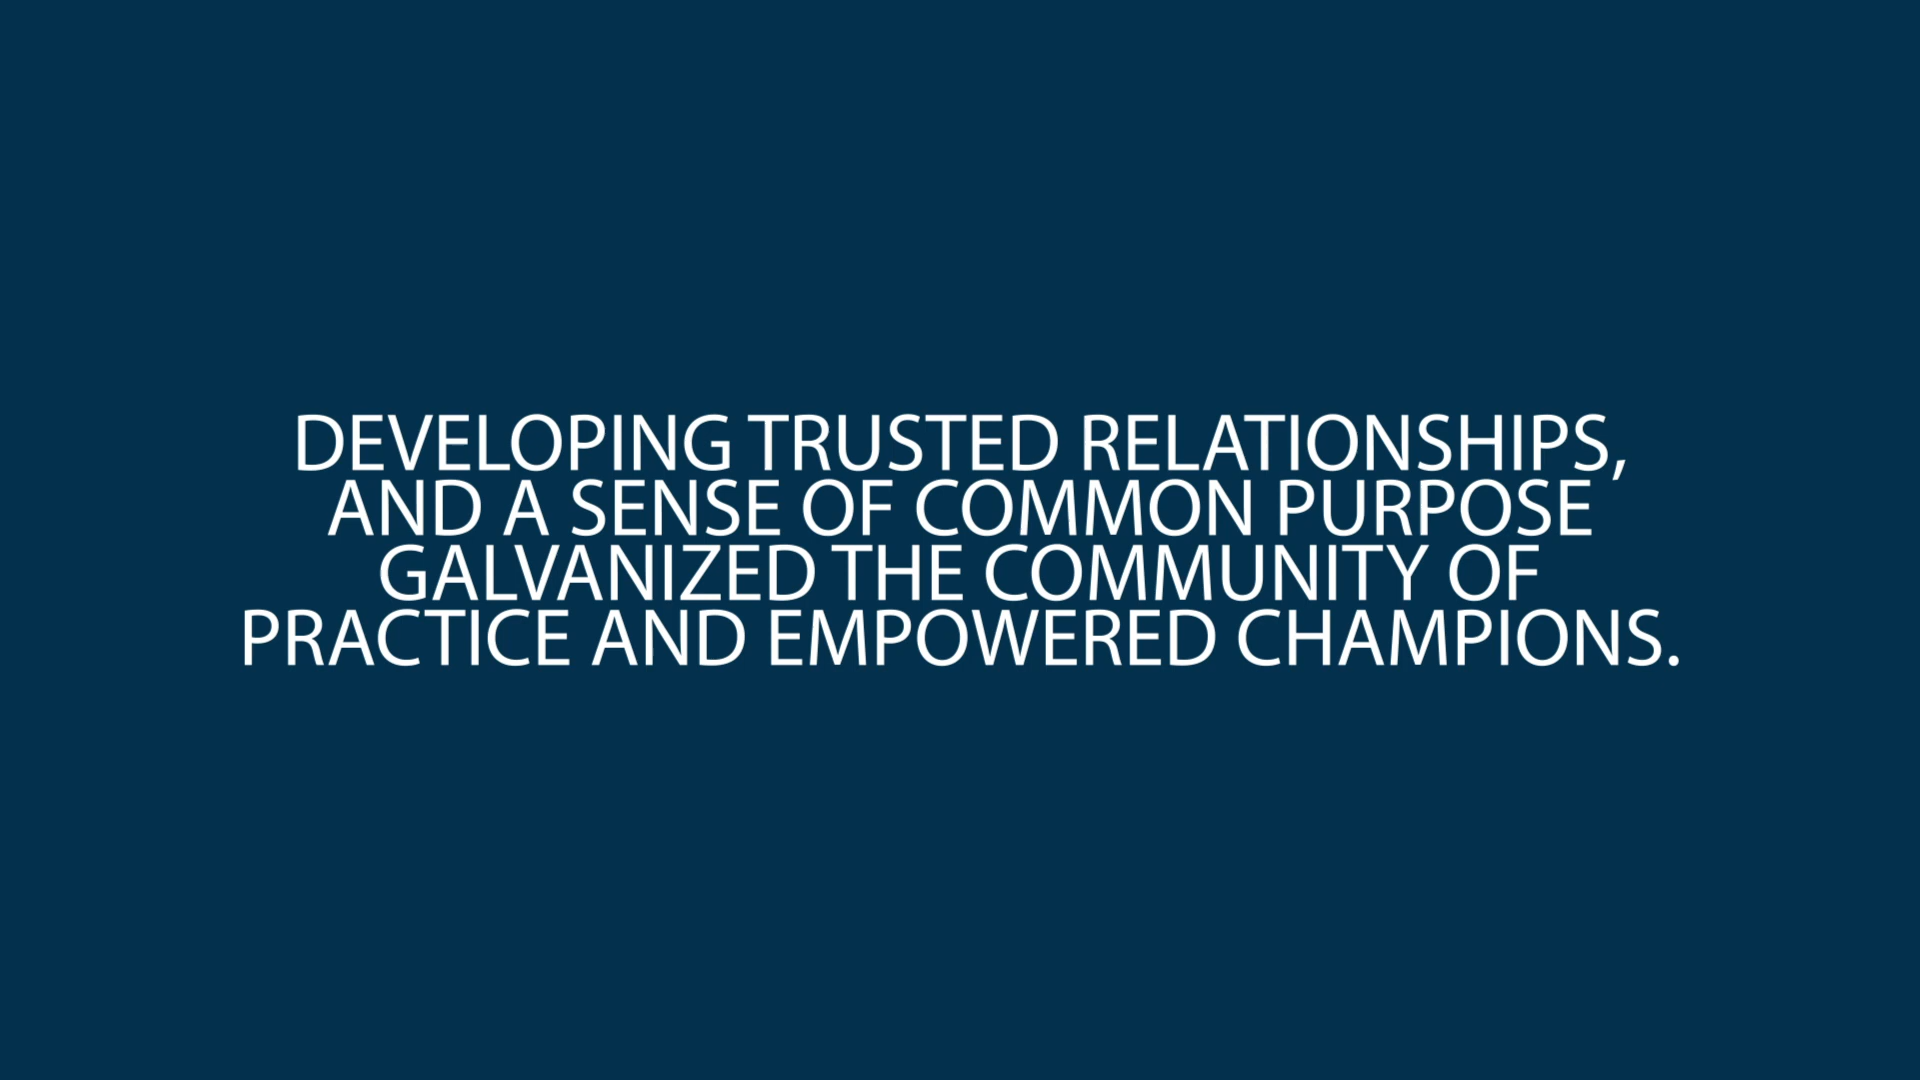 DEVELOPING TRUSTED RELATIONSHIPS,
AND A SENSE OF COMMON PURPOSE
GALVANIZED THE COMMUNITY OF
PRACTICE AND EMPOWERED CHAMPIONS.